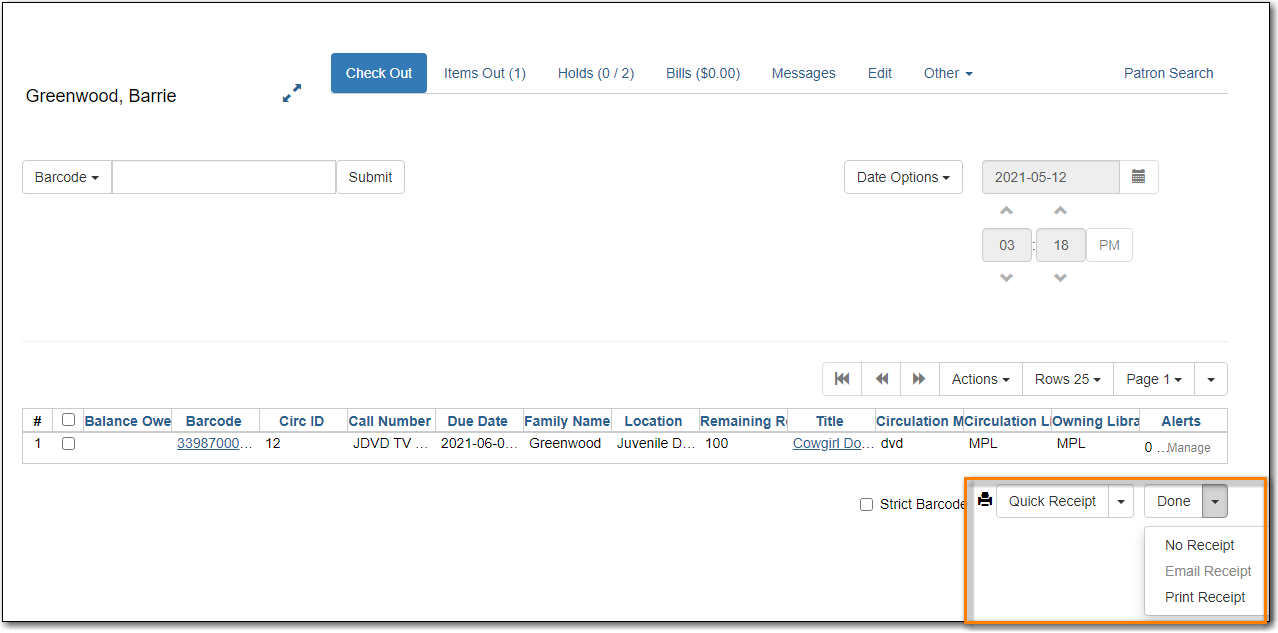 Check Out Items Out (1) Holds (0 / 2) Bills ($0.00) Messages Edit Other Patron Search
Greenwood, Barrie
Barcode Submit Date Options 2021-05-12
03 : 18 PM
Actions Rows 25 Page 1
# Balance Owe Barcode Circ ID Call Number Due Date Family Name Location Remaining Re Title Circulation M Circulation Li Owning Libra Alerts
1 33987000... 12 JDVD TV ... 2021-06-0... Greenwood Juvenile D... 100 Cowgirl Do... dvd MPL MPL 0 ...Manage
Strict Barcode Quick Receipt Done
No Receipt
Email Receipt
Print Receipt